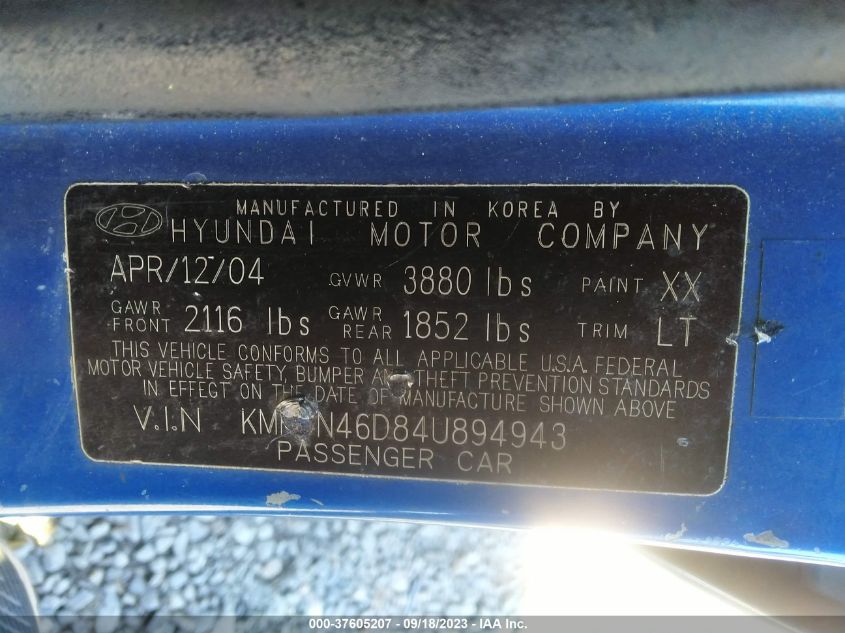 MANUFACTURED IN KOREA BY
HYUNDAI MOTOR COMPANY
APR/12/04 GVWR 3880 lbs PAINT XX
GAWR FRONT 2116 lbs GAWR REAR 1852 lbs TRIM LT
THIS VEHICLE CONFORMS TO ALL APPLICABLE U.S.A. FEDERAL
MOTOR VEHICLE SAFETY, BUMPER AND THEFT PREVENTION STANDARDS
IN EFFECT ON THE DATE OF MANUFACTURE SHOWN ABOVE
V.I.N
PASSENGER CAR
000-37605207 - 09/18/2023 - IAA Inc.